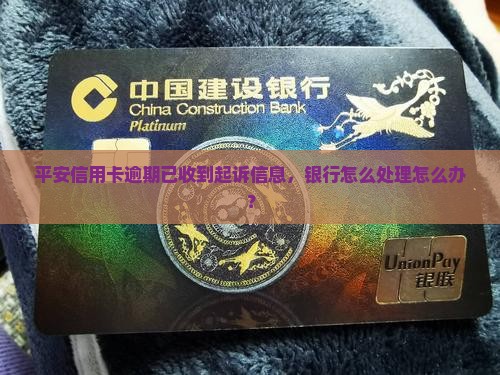 中国建设银行
China Construction Bank
Platinum
平安信用卡逾期已收到起诉信息，银行怎么处理怎么办
？
UnionPay
银联